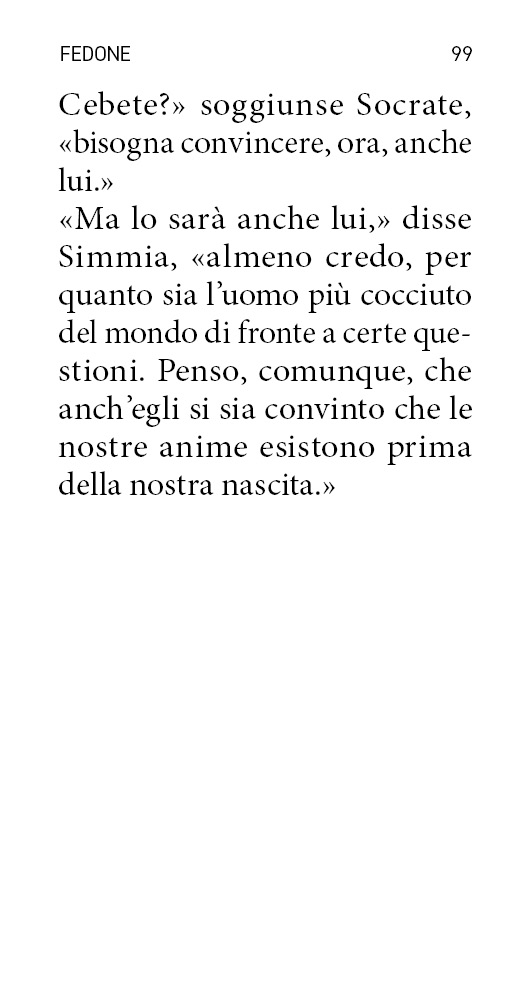 FEDONE 99
Cebete?» soggiunse Socrate,
«bisogna convincere, ora, anche
lui.»
«Ma lo sarà anche lui,» disse
Simmia, «almeno credo, per
quanto sia l’uomo più cocciuto
del mondo di fronte a certe que-
stioni. Penso, comunque, che
anch’egli si sia convinto che le
nostre anime esistono prima
della nostra nascita.»